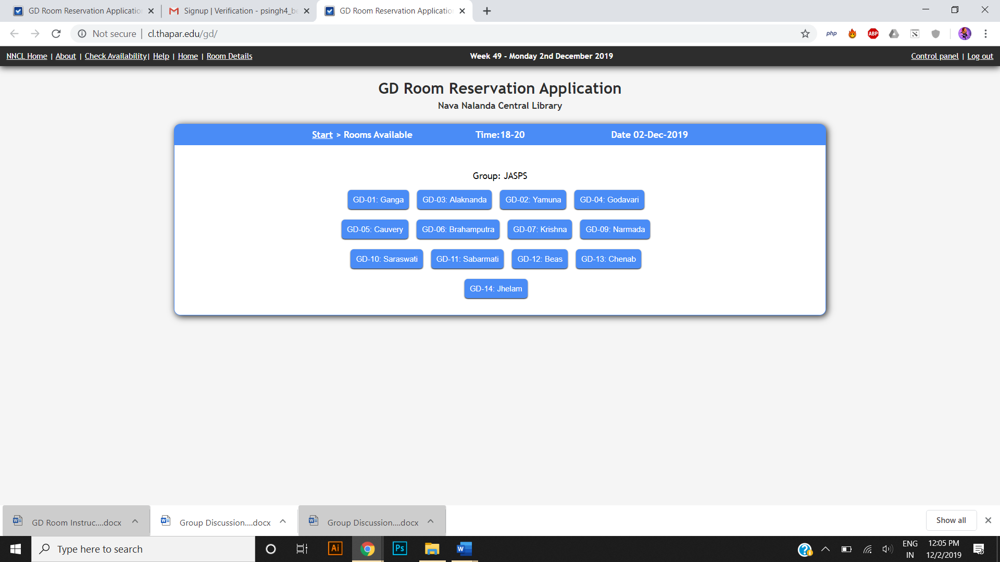 GD Room Reservation Application
Signup | Verification - psingh4_be
GD Room Reservation Application
Not secure | cl.thapar.edu/gd/
php
ABP
NNCL Home | About | Check Availability| Help | Home | Room Details
Week 49 - Monday 2nd December 2019
Control panel | Log out
GD Room Reservation Application
Nava Nalanda Central Library
Start > Rooms Available
Time:18-20
Date 02-Dec-2019
Group: JASPS
GD-01: Ganga
GD-03: Alaknanda
GD-02: Yamuna
GD-04: Godavari
GD-05: Cauvery
GD-06: Brahamputra
GD-07: Krishna
GD-09: Narmada
GD-10: Saraswati
GD-11: Sabarmati
GD-12: Beas
GD-13: Chenab
GD-14: Jhelam
GD Room Instruc....docx
Group Discussion....docx
Group Discussion....docx
Show all
Type here to search
Ai
Ps
W
ENG
IN
12:05 PM
12/2/2019